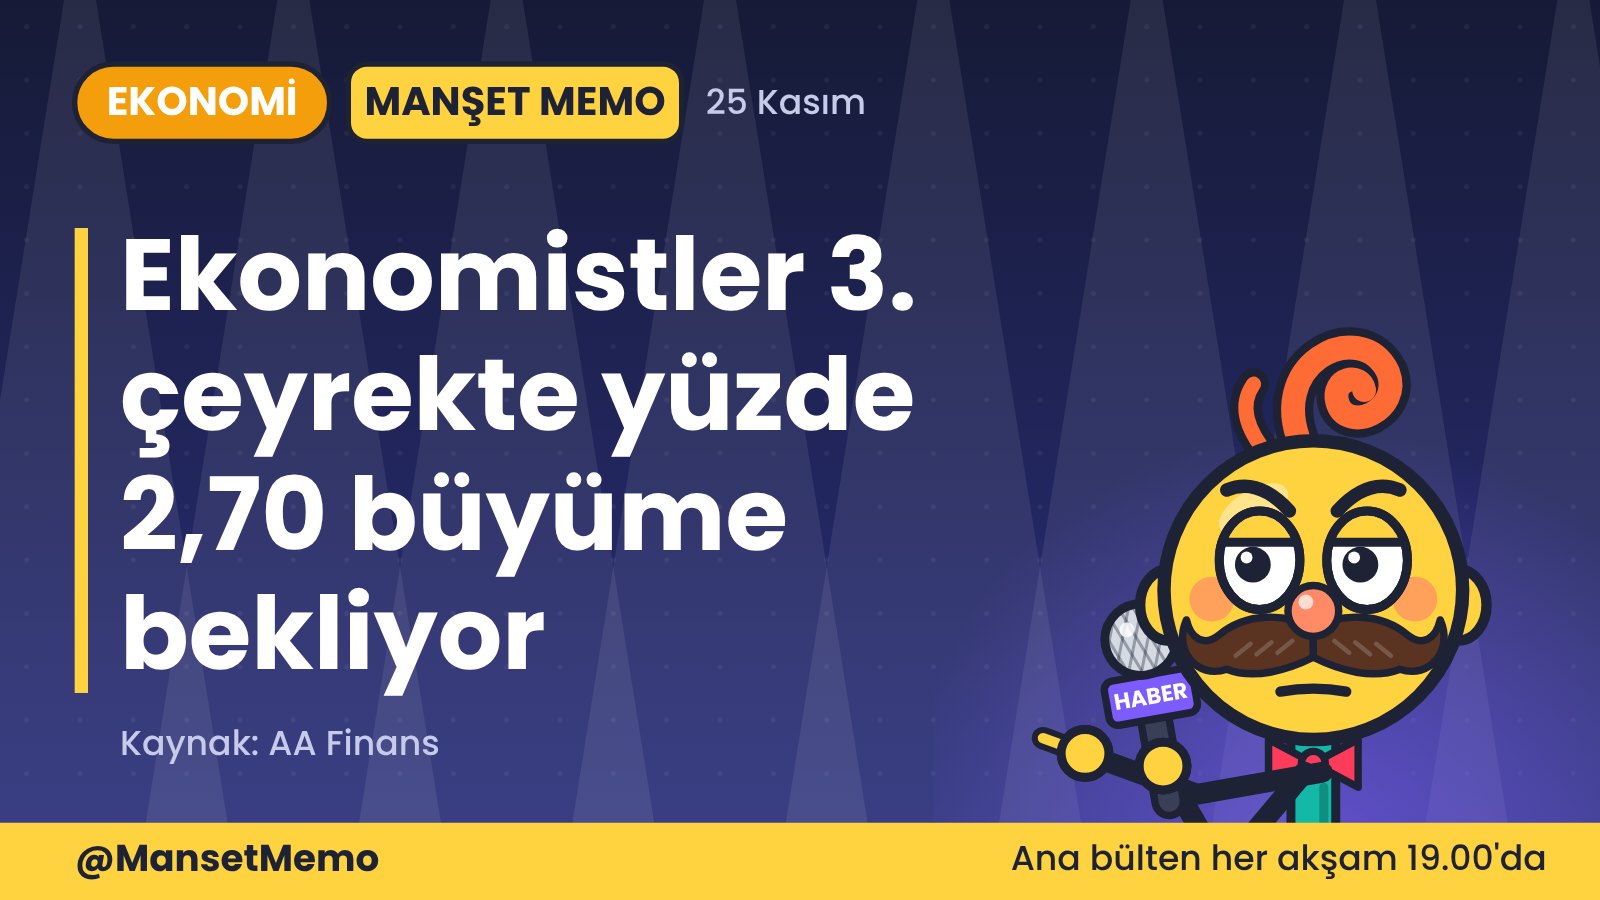 EKONOMİ MANŞET MEMO 25 Kasım
Ekonomistler 3.
çeyrekte yüzde
2,70 büyüme
bekliyor
Kaynak: AA Finans
HABER
@MansetMemo
Ana bülten her akşam 19.00'da